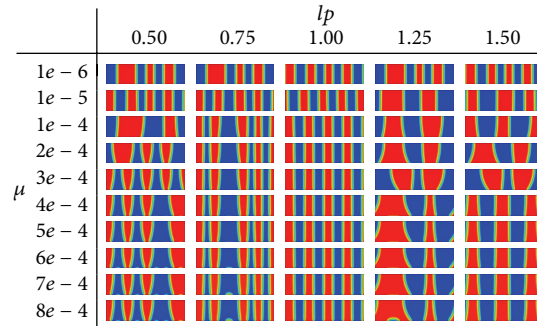 lp
0.50 0.75 1.00 1.25 1.50
1e − 6
1e − 5
1e − 4
2e − 4
3e − 4
μ
4e − 4
5e − 4
6e − 4
7e − 4
8e − 4